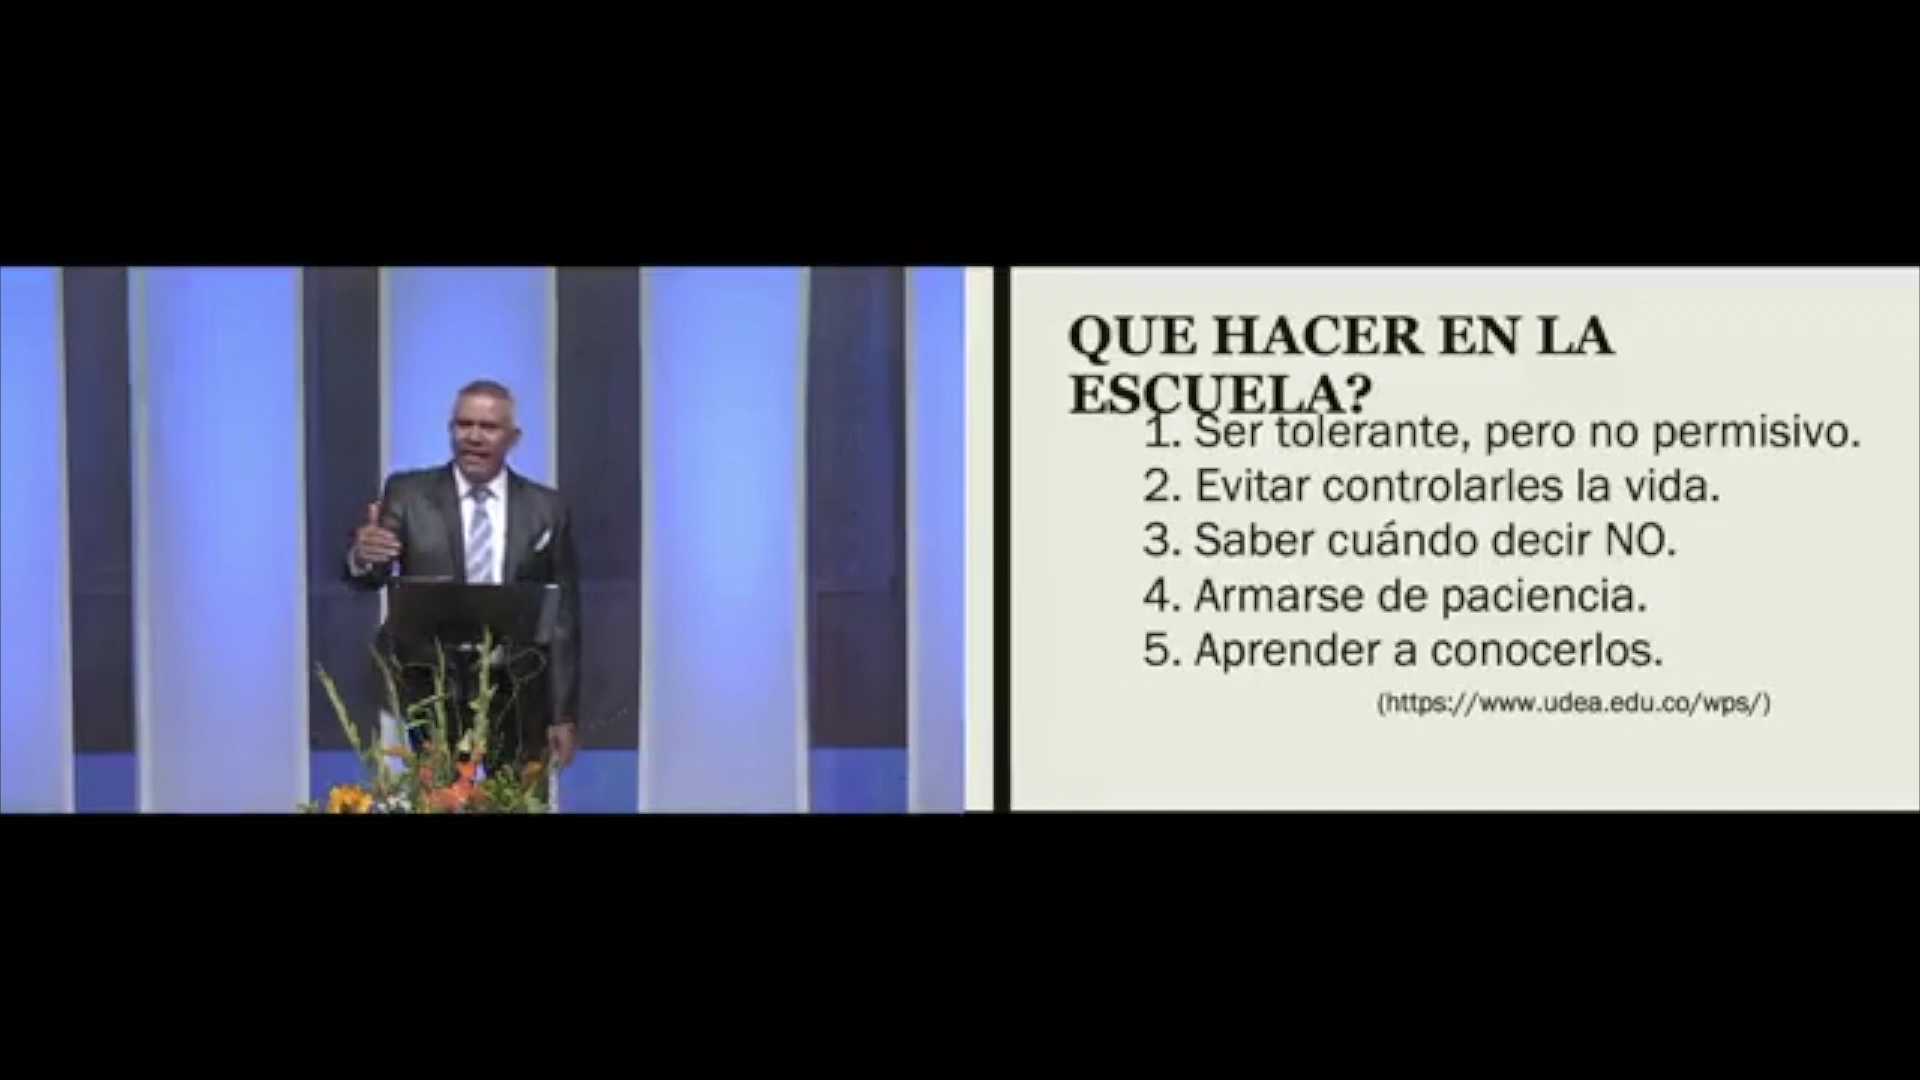 QUE HACER EN LA
ESCUELA?
1. Ser tolerante, pero no permisivo.
2. Evitar controlarles la vida.
3. Saber cuándo decir NO.
4. Armarse de paciencia.
5. Aprender a conocerlos.
(https://www.udea.edu.co/wps/)